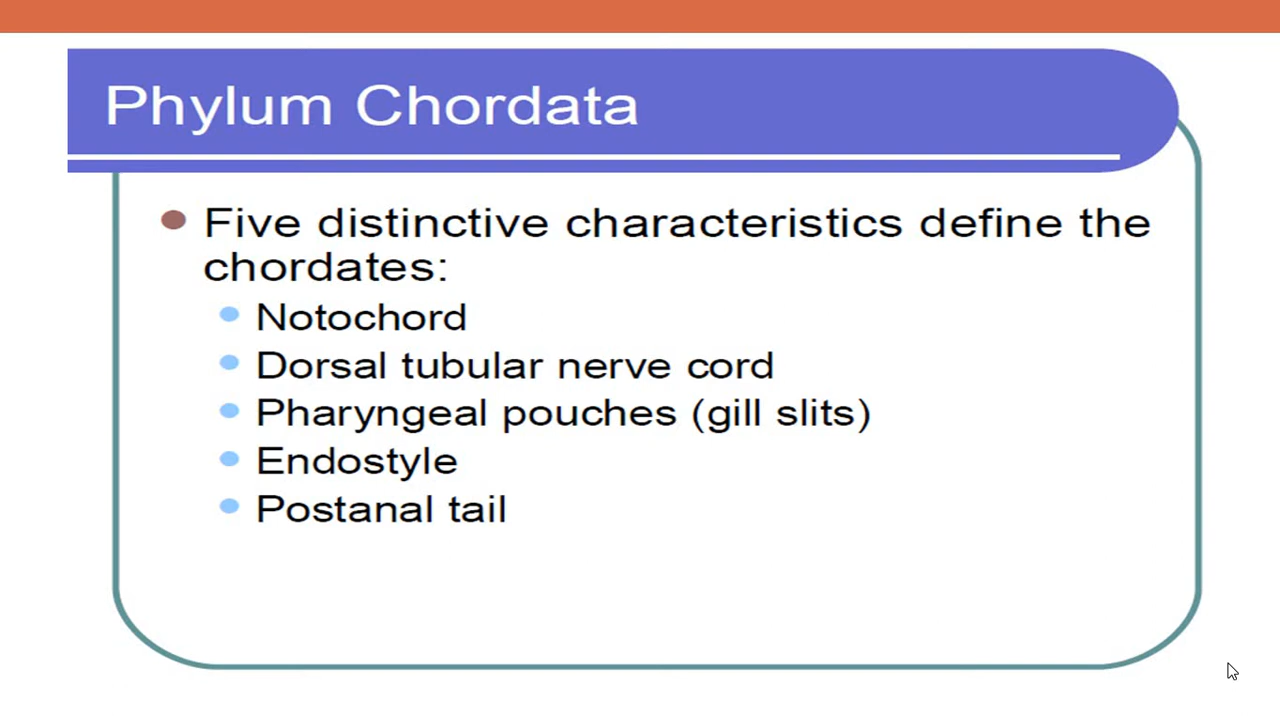 Phylum Chordata
Five distinctive characteristics define the
chordates:
Notochord
Dorsal tubular nerve cord
Pharyngeal pouches (gill slits)
Endostyle
Postanal tail